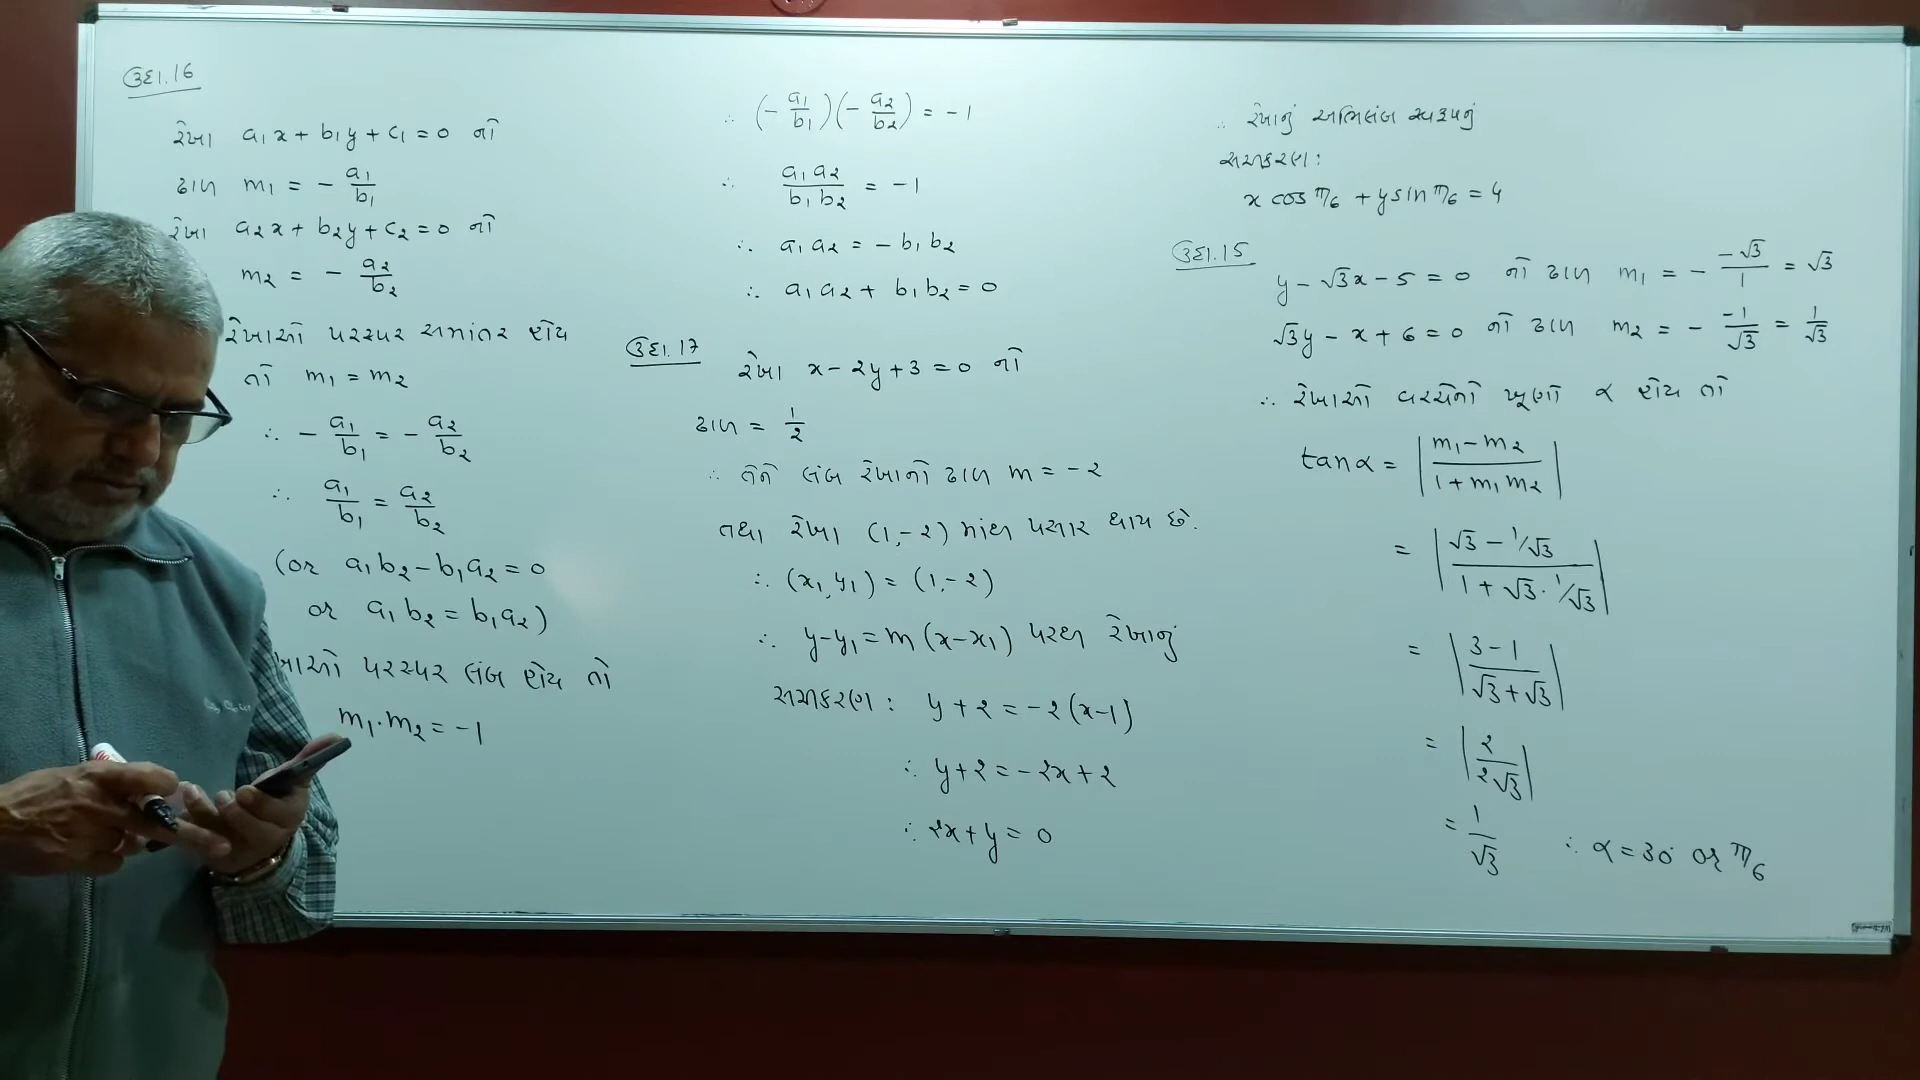 ઉદા.16
રેખા a₁x + b₁y + c₁ = 0 નો
ઢાળ m₁ = - a₁/b₁
રેખા a₂x + b₂y + c₂ = 0 નો
m₂ = - a₂/b₂
રેખાઓ પરસ્પર સમાંતર હોય
તો m₁ = m₂
∴ - a₁/b₁ = - a₂/b₂
∴ a₁/b₁ = a₂/b₂
(or a₁b₂ - b₁a₂ = 0
or a₁b₂ = b₁a₂)
ખાઓ પરસ્પર લંબ હોય તો
m₁.m₂ = -1
∴ (- a₁/b₁)(- a₂/b₂) = -1
∴ a₁a₂/b₁b₂ = -1
∴ a₁a₂ = - b₁b₂
∴ a₁a₂ + b₁b₂ = 0
ઉદા.17
રેખા x - 2y + 3 = 0 નો
ઢાળ = 1/2
∴ તેને લંબ રેખાનો ઢાળ m = -2
તથા રેખા (1,-2) માંથી પસાર થાય છે.
∴ (x₁, y₁) = (1,-2)
∴ y-y₁ = m(x-x₁) પરથી રેખાનું
સમીકરણ : y + 2 = -2(x-1)
∴ y+2 = -2x+2
∴ 2x+y = 0
∴ રેખાનું અભિલંબ સ્વરૂપનું
સમીકરણ :
x cos π/6 + y sin π/6 = 4
ઉદા.15
y - √3x - 5 = 0 નો ઢાળ m₁ = - -√3/1 = √3
√3y - x + 6 = 0 નો ઢાળ m₂ = - -1/√3 = 1/√3
∴ રેખાઓ વચ્ચેનો ખૂણો α હોય તો
tanα = |(m₁ - m₂)/(1 + m₁m₂)|
= |(√3 - 1/√3)/(1 + √3 · 1/√3)|
= |(3 - 1)/(√3 + √3)|
= |2/2√3|
= 1/√3 ∴ α = 30° or π/6